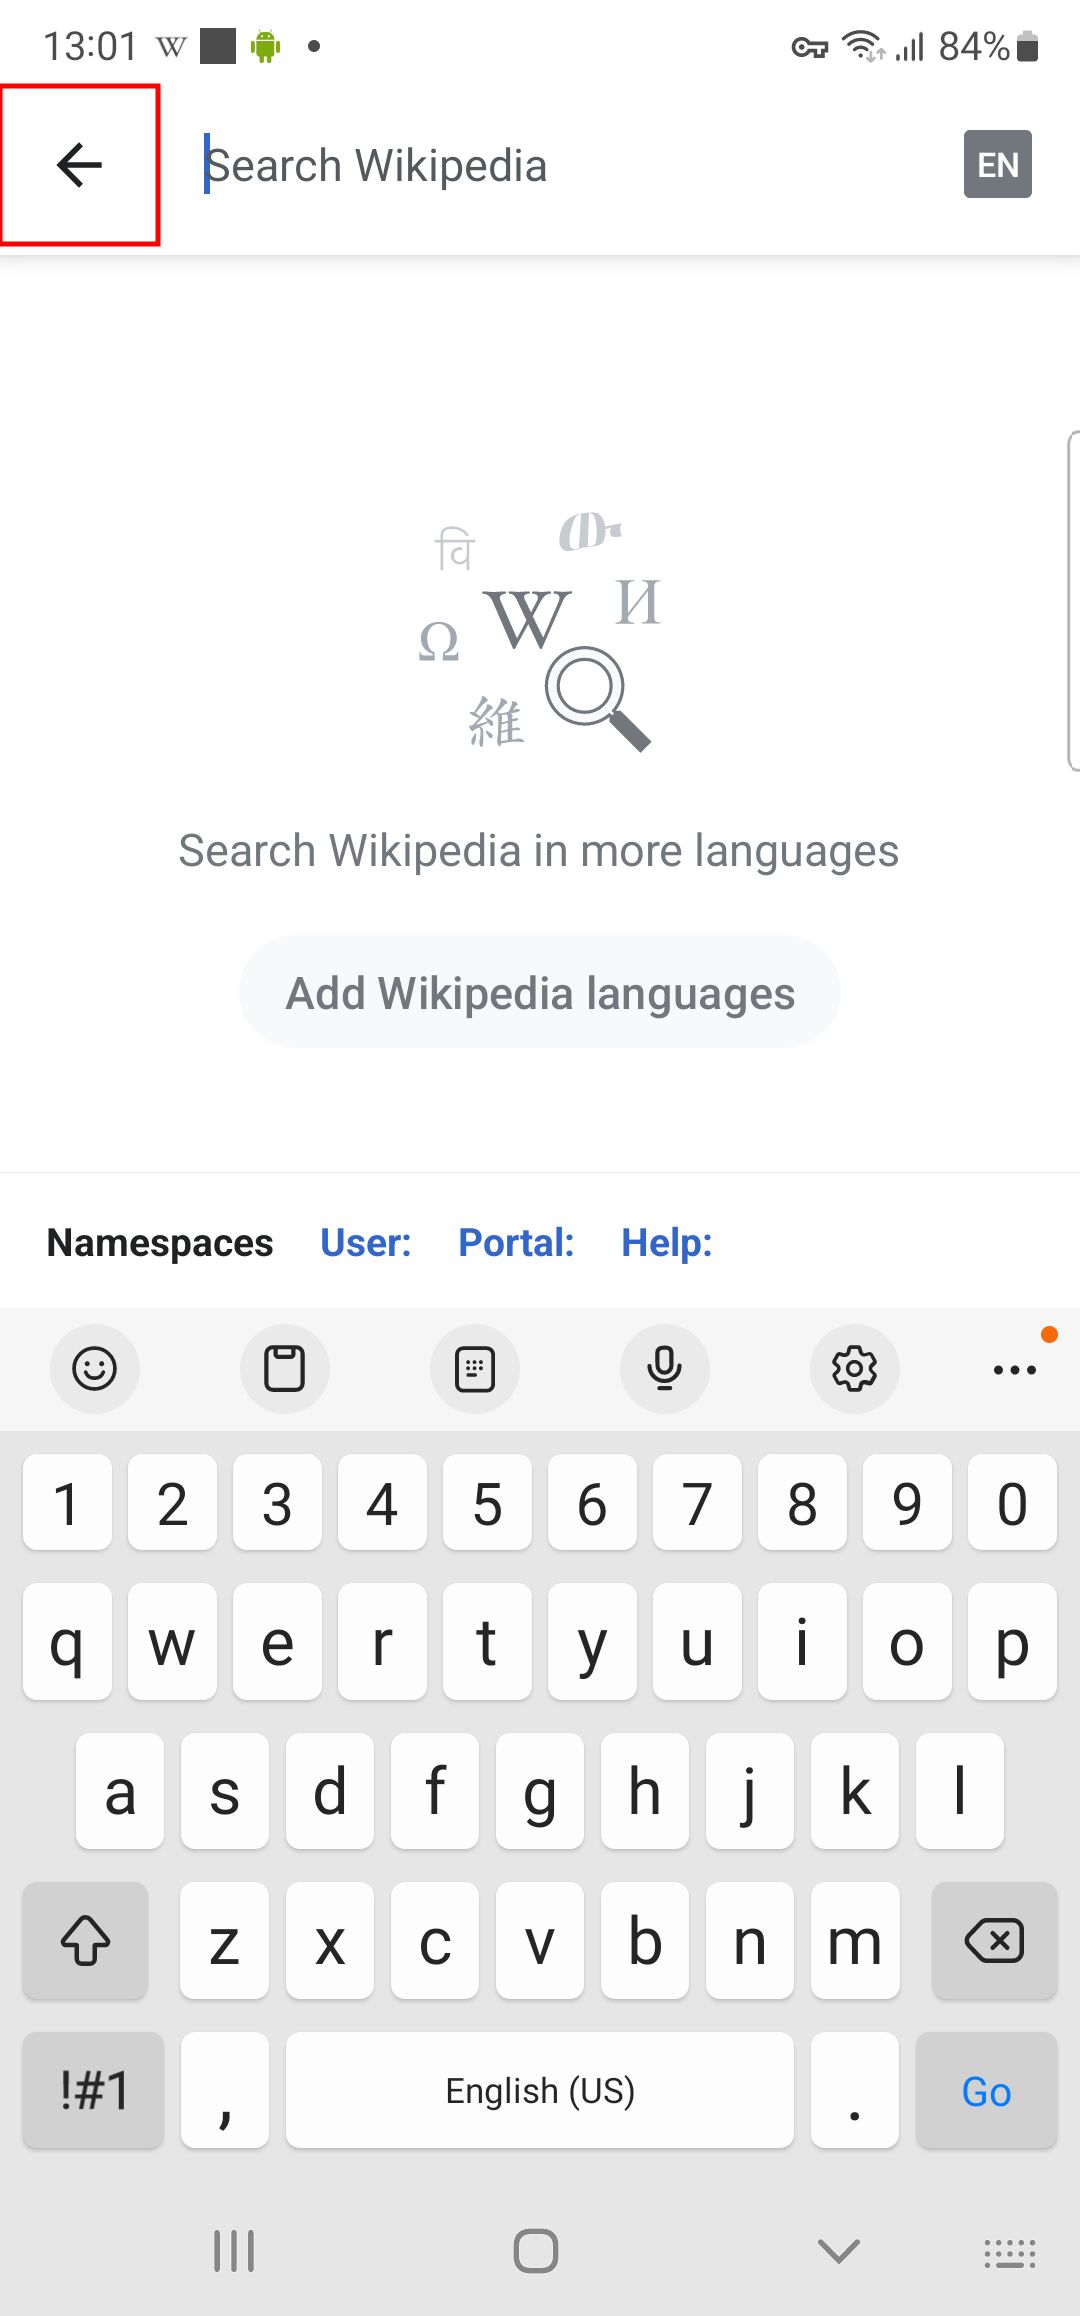 13:01 W 84%
Search Wikipedia EN
वि ው
Ω W И
維
Search Wikipedia in more languages
Add Wikipedia languages
Namespaces User: Portal: Help:
1 2 3 4 5 6 7 8 9 0
q w e r t y u i o p
a s d f g h j k l
z x c v b n m
!#1 , English (US) . Go